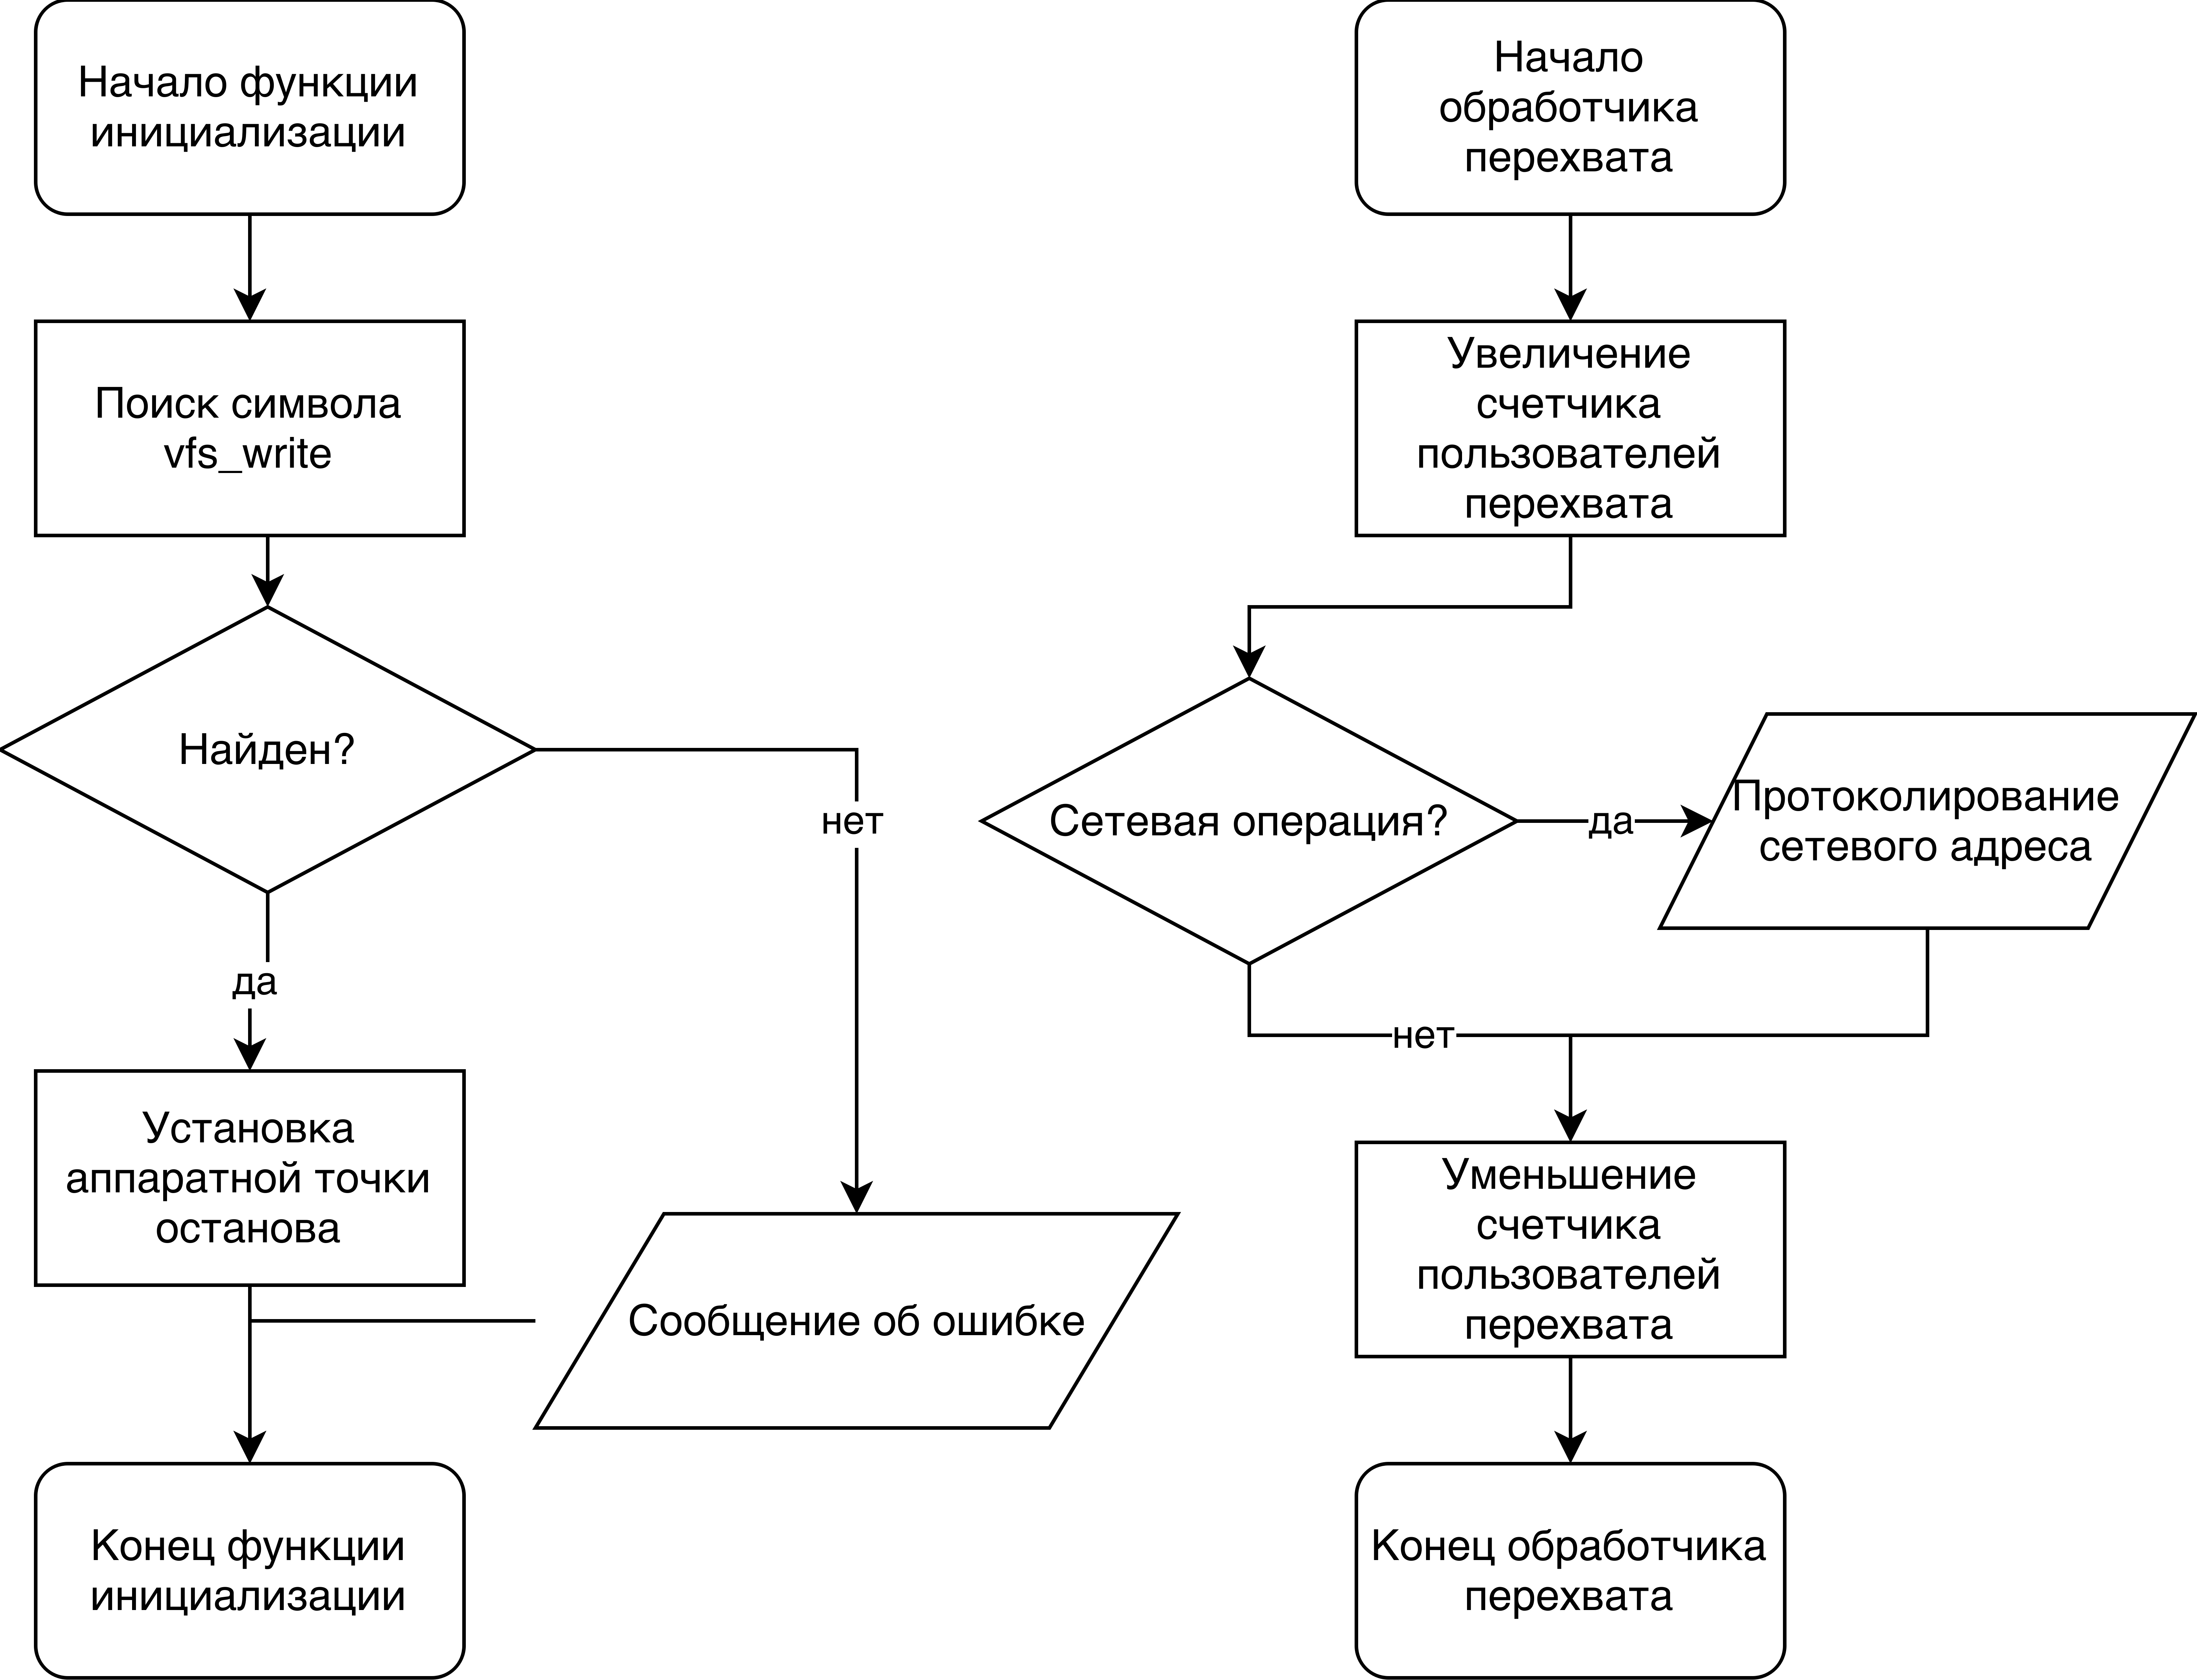 Начало функции
инициализации
Поиск символа
vfs_write
Найден?
нет
да
Установка
аппаратной точки
останова
Сообщение об ошибке
Конец функции
инициализации
Начало
обработчика
перехвата
Увеличение
счетчика
пользователей
перехвата
Сетевая операция?
да
Протоколирование
сетевого адреса
нет
Уменьшение
счетчика
пользователей
перехвата
Конец обработчика
перехвата